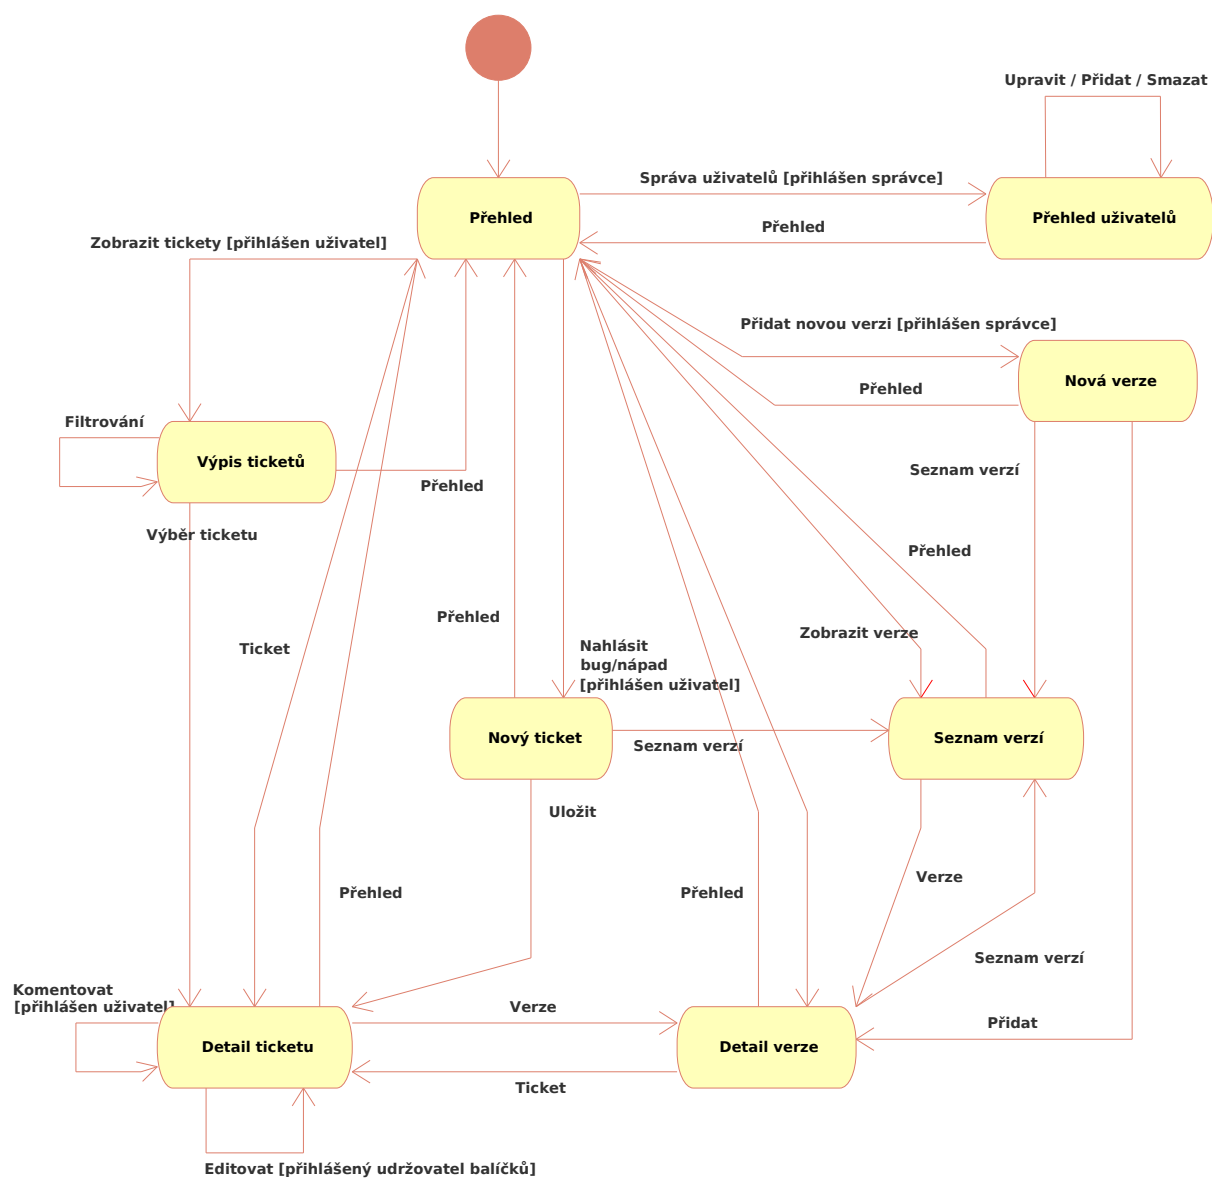 Upravit / Přidat / Smazat
Správa uživatelů [přihlášen správce]
Přehled
Přehled uživatelů
Přehled
Zobrazit tickety [přihlášen uživatel]
Přidat novou verzi [přihlášen správce]
Nová verze
Přehled
Filtrování
Výpis ticketů
Přehled
Seznam verzí
Výběr ticketu
Přehled
Přehled
Zobrazit verze
Ticket
Nahlásit
bug/nápad
[přihlášen uživatel]
Nový ticket
Seznam verzí
Seznam verzí
Uložit
Verze
Přehled
Přehled
Seznam verzí
Komentovat
[přihlášen uživatel]
Verze
Přidat
Detail ticketu
Detail verze
Ticket
Editovat [přihlášený udržovatel balíčků]